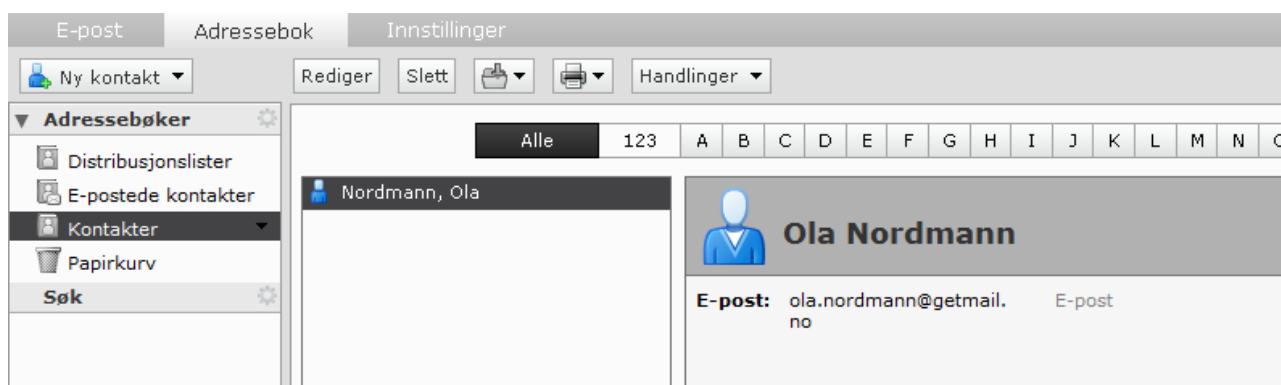 E-post Adressebok Innstillinger
Ny kontakt Rediger Slett Handlinger
Adressebøker
Distribusjonslister
E-postede kontakter
Kontakter
Papirkurv
Søk
Alle 123 A B C D E F G H I J K L M N
Nordmann, Ola
Ola Nordmann
E-post: ola.nordmann@getmail. E-post
no